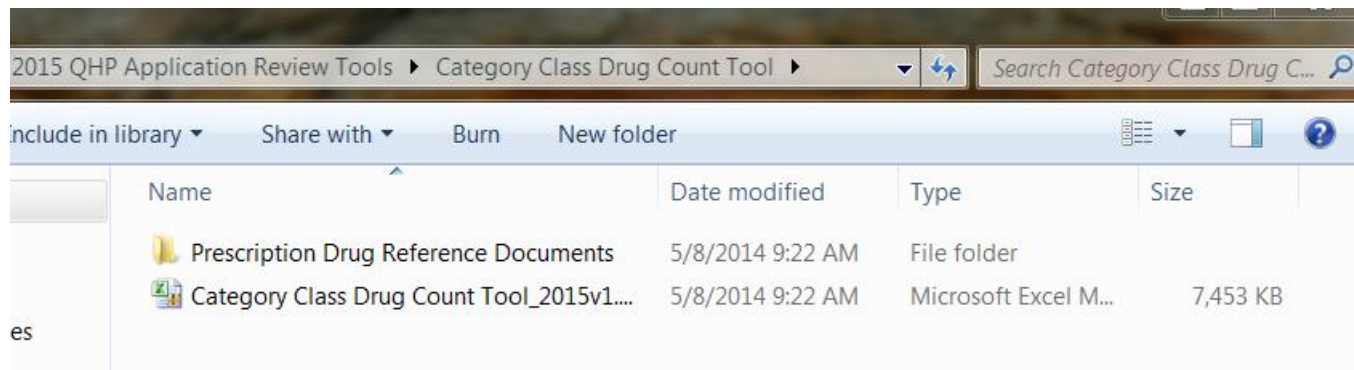 2015 QHP Application Review Tools Category Class Drug Count Tool Search Category Class Drug C...
Include in library Share with Burn New folder
Name Date modified Type Size
Prescription Drug Reference Documents 5/8/2014 9:22 AM File folder
Category Class Drug Count Tool_2015v1.... 5/8/2014 9:22 AM Microsoft Excel M... 7,453 KB
es